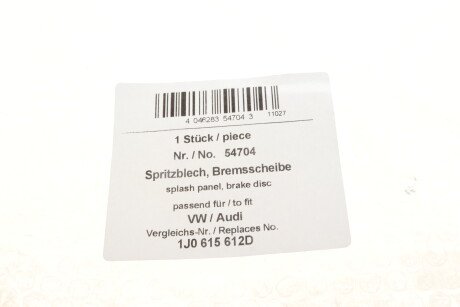 4 046283 54704 3 11027
1 Stück / piece
Nr. / No. 54704
Spritzblech, Bremsscheibe
splash panel, brake disc
passend für / to fit
VW / Audi
Vergleichs-Nr. / Replaces No.
1J0 615 612D